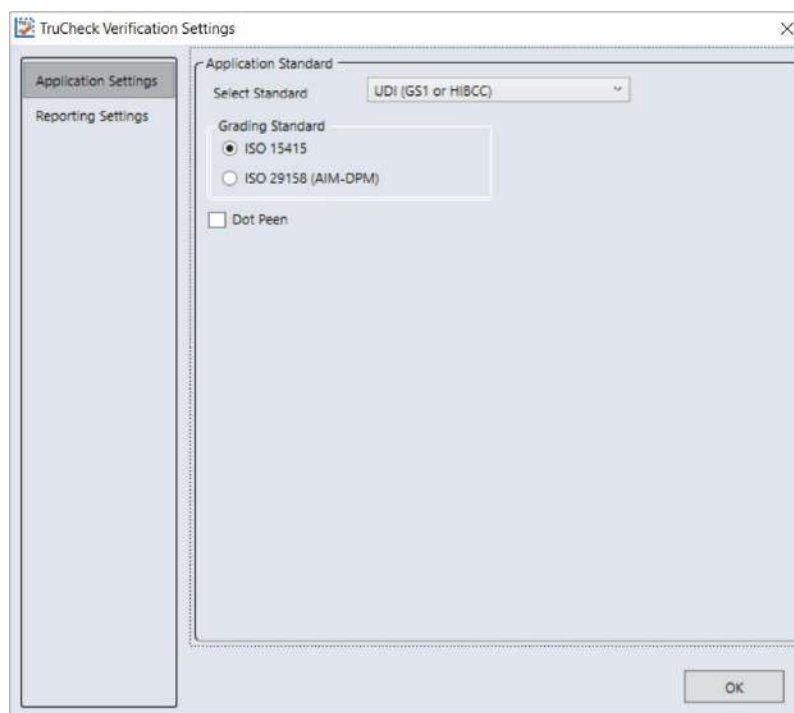 TruCheck Verification Settings
Application Settings
Reporting Settings
Application Standard
Select Standard UDI (GS1 or HIBCC)
Grading Standard
ISO 15415
ISO 29158 (AIM-DPM)
Dot Peen
OK